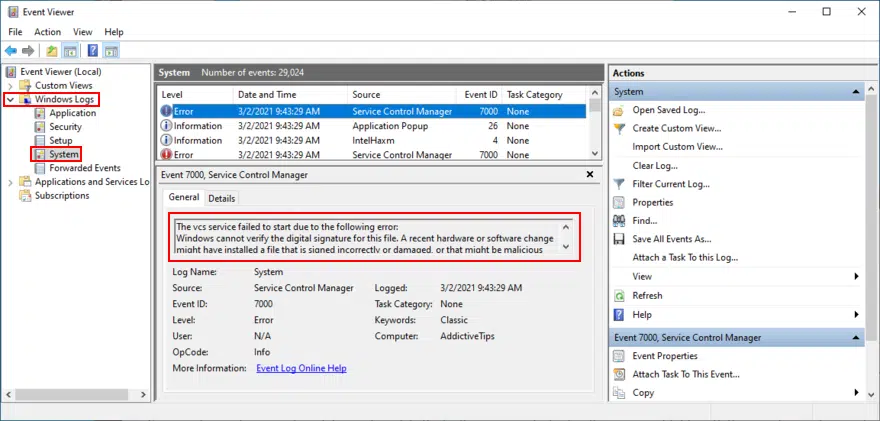 Event Viewer
File Action View Help
Event Viewer (Local)
Custom Views
Windows Logs
Application
Security
Setup
System
Forwarded Events
Applications and Services Lo
Subscriptions
System Number of events: 29,024
Level Date and Time Source Event ID Task Category
Error 3/2/2021 9:43:29 AM Service Control Manager 7000 None
Information 3/2/2021 9:43:29 AM Application Popup 26 None
Information 3/2/2021 9:43:29 AM IntelHaxm 4 None
Error 3/2/2021 9:43:29 AM Service Control Manager 7000 None
Event 7000, Service Control Manager
General Details
The vcs service failed to start due to the following error:
Windows cannot verify the digital signature for this file. A recent hardware or software change
might have installed a file that is signed incorrectly or damaged, or that might be malicious
Log Name: System
Source: Service Control Manager Logged: 3/2/2021 9:43:29 AM
Event ID: 7000 Task Category: None
Level: Error Keywords: Classic
User: N/A Computer: AddictiveTips
OpCode: Info
More Information: Event Log Online Help
Actions
System
Open Saved Log...
Create Custom View...
Import Custom View...
Clear Log...
Filter Current Log...
Properties
Find...
Save All Events As...
Attach a Task To this Log...
View
Refresh
Help
Event 7000, Service Control Manager
Event Properties
Attach Task To This Event...
Copy